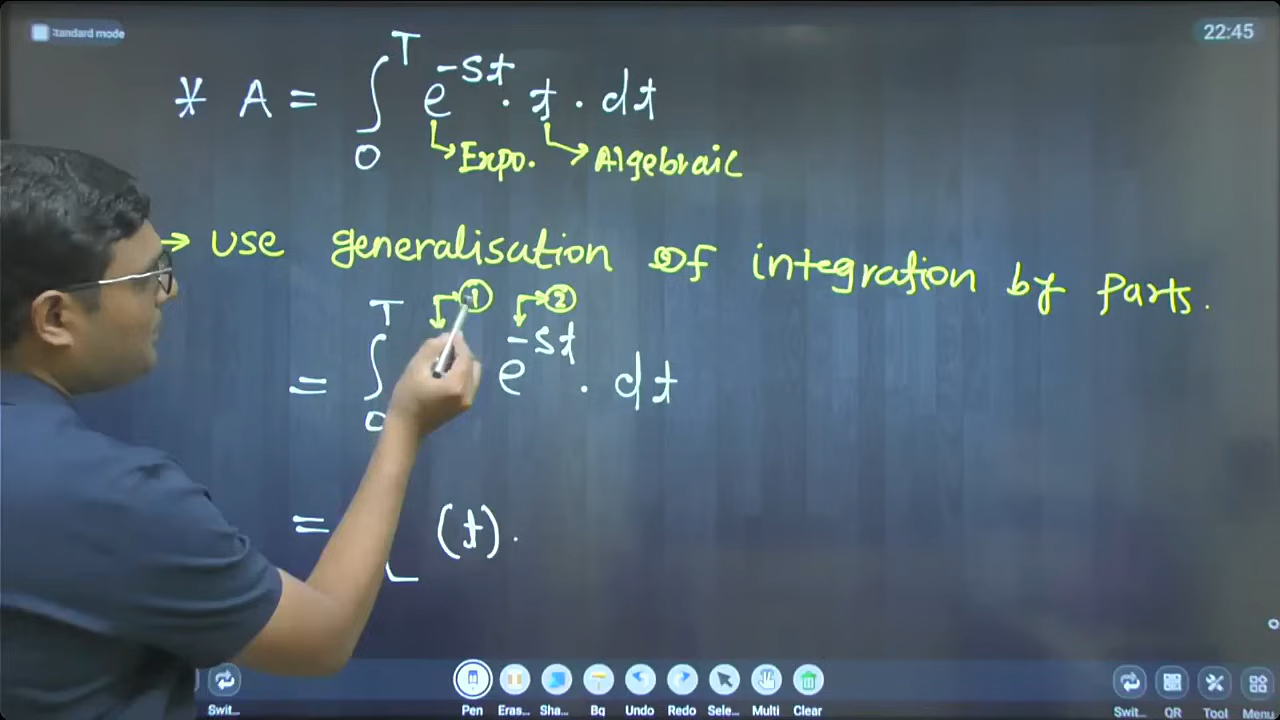 Standard mode
22:45
* A = ∫₀ᵀ e^{-st} . t . dt
Expo. Algebraic
→ Use generalisation of integration by Parts.
① ②
= ∫₀ᵀ e^{-st} . dt
= [ (t) .
Swit... Pen Eras... Sha... Bq Undo Redo Sele... Multi Clear Swit... QR Tool Menu